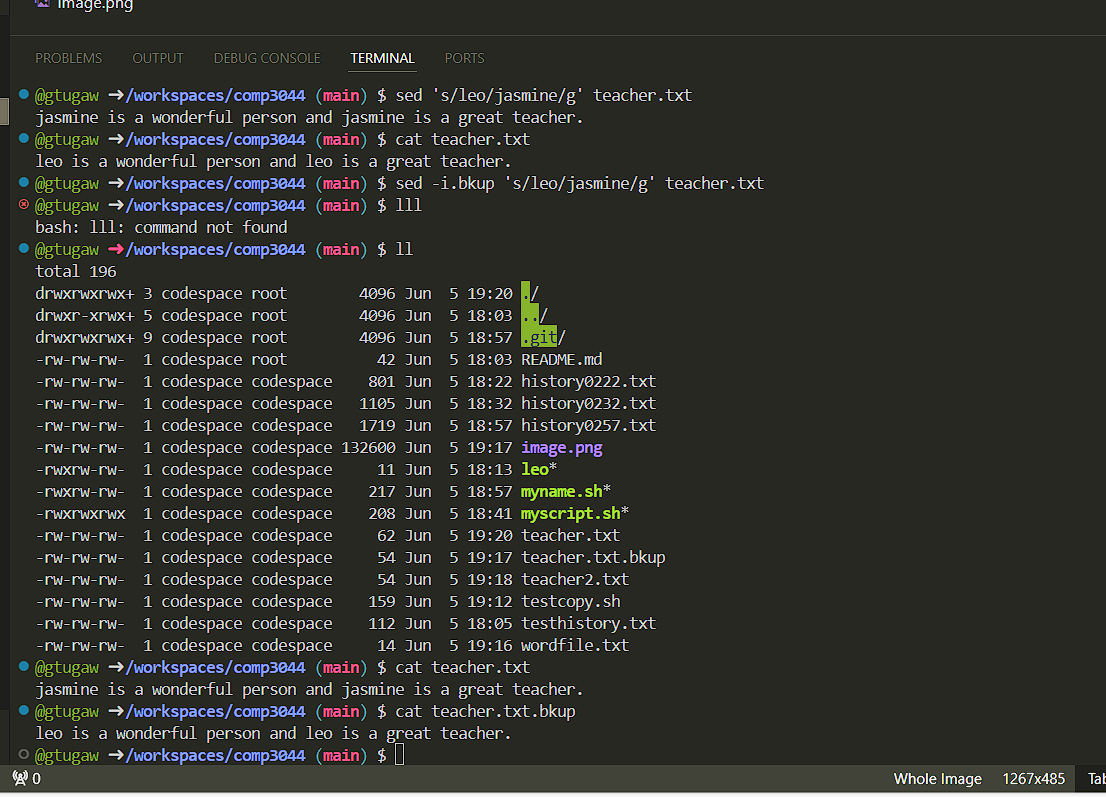 image.png
PROBLEMS OUTPUT DEBUG CONSOLE TERMINAL PORTS
@gtugaw ➜/workspaces/comp3044 (main) $ sed 's/leo/jasmine/g' teacher.txt
jasmine is a wonderful person and jasmine is a great teacher.
@gtugaw ➜/workspaces/comp3044 (main) $ cat teacher.txt
leo is a wonderful person and leo is a great teacher.
@gtugaw ➜/workspaces/comp3044 (main) $ sed -i.bkup 's/leo/jasmine/g' teacher.txt
@gtugaw ➜/workspaces/comp3044 (main) $ lll
bash: lll: command not found
@gtugaw ➜/workspaces/comp3044 (main) $ ll
total 196
drwxrwxrwx+ 3 codespace root 4096 Jun 5 19:20 ./
drwxr-xrwx+ 5 codespace root 4096 Jun 5 18:03 ../
drwxrwxrwx+ 9 codespace root 4096 Jun 5 18:57 .git/
-rw-rw-rw- 1 codespace root 42 Jun 5 18:03 README.md
-rw-rw-rw- 1 codespace codespace 801 Jun 5 18:22 history0222.txt
-rw-rw-rw- 1 codespace codespace 1105 Jun 5 18:32 history0232.txt
-rw-rw-rw- 1 codespace codespace 1719 Jun 5 18:57 history0257.txt
-rw-rw-rw- 1 codespace codespace 132600 Jun 5 19:17 image.png
-rwxrw-rw- 1 codespace codespace 11 Jun 5 18:13 leo*
-rwxrw-rw- 1 codespace codespace 217 Jun 5 18:57 myname.sh*
-rwxrwxrwx 1 codespace codespace 208 Jun 5 18:41 myscript.sh*
-rw-rw-rw- 1 codespace codespace 62 Jun 5 19:20 teacher.txt
-rw-rw-rw- 1 codespace codespace 54 Jun 5 19:17 teacher.txt.bkup
-rw-rw-rw- 1 codespace codespace 54 Jun 5 19:18 teacher2.txt
-rw-rw-rw- 1 codespace codespace 159 Jun 5 19:12 testcopy.sh
-rw-rw-rw- 1 codespace codespace 112 Jun 5 18:05 testhistory.txt
-rw-rw-rw- 1 codespace codespace 14 Jun 5 19:16 wordfile.txt
@gtugaw ➜/workspaces/comp3044 (main) $ cat teacher.txt
jasmine is a wonderful person and jasmine is a great teacher.
@gtugaw ➜/workspaces/comp3044 (main) $ cat teacher.txt.bkup
leo is a wonderful person and leo is a great teacher.
@gtugaw ➜/workspaces/comp3044 (main) $
0 Whole Image 1267x485 Tab